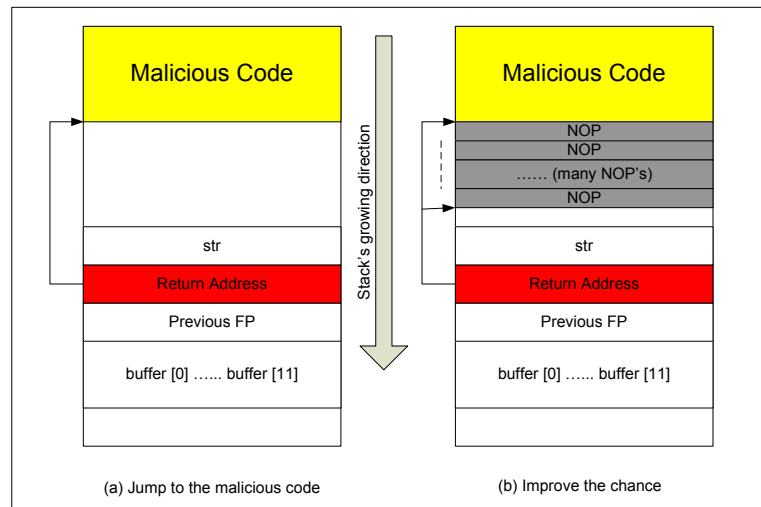 Malicious Code
str
Return Address
Previous FP
buffer [0] …... buffer [11]
(a) Jump to the malicious code
Stack's growing direction
Malicious Code
NOP
NOP
…... (many NOP's)
NOP
str
Return Address
Previous FP
buffer [0] …... buffer [11]
(b) Improve the chance